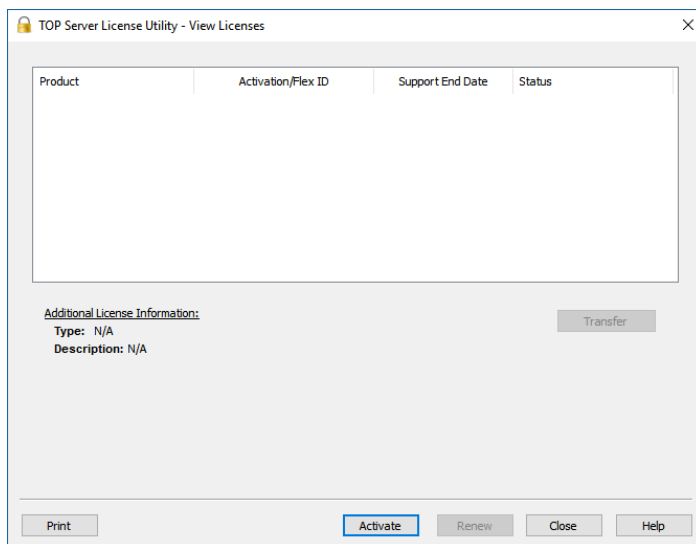 TOP Server License Utility - View Licenses
Product Activation/Flex ID Support End Date Status
Additional License Information:
Transfer
Type: N/A
Description: N/A
Print Activate Renew Close Help